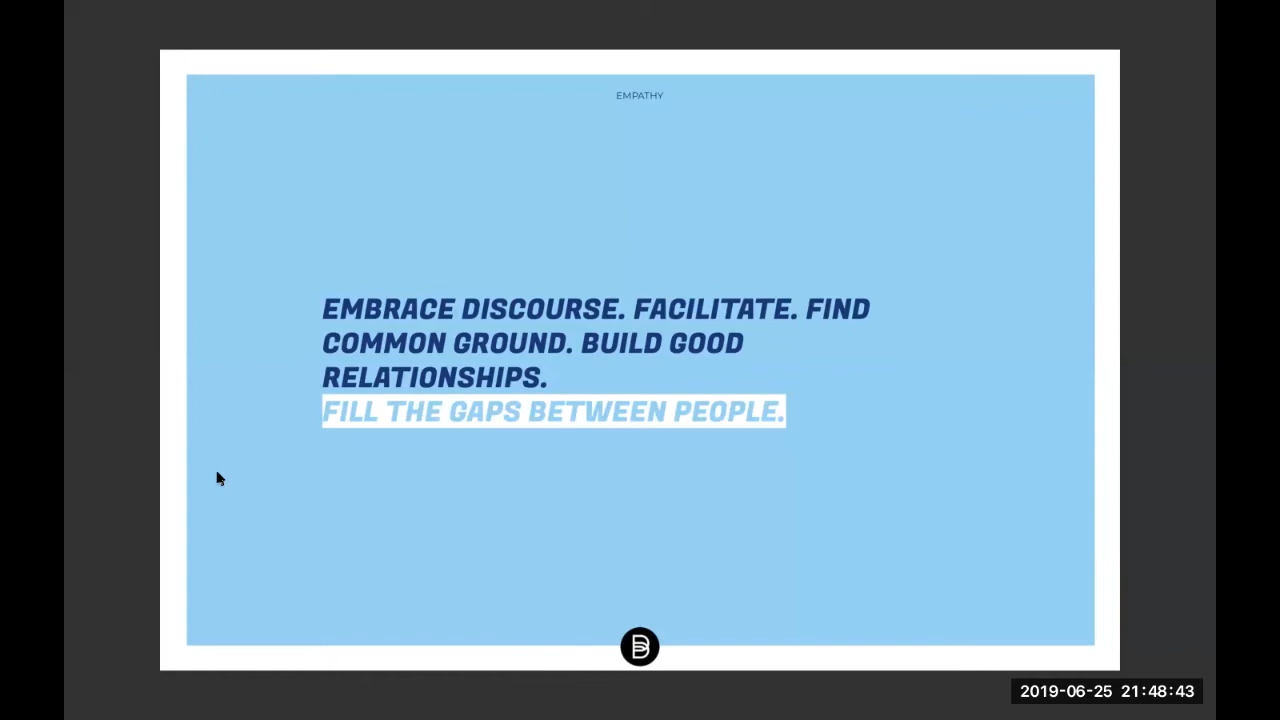 EMPATHY
EMBRACE DISCOURSE. FACILITATE. FIND
COMMON GROUND. BUILD GOOD
RELATIONSHIPS.
FILL THE GAPS BETWEEN PEOPLE.
B
2019-06-25 21:48:43